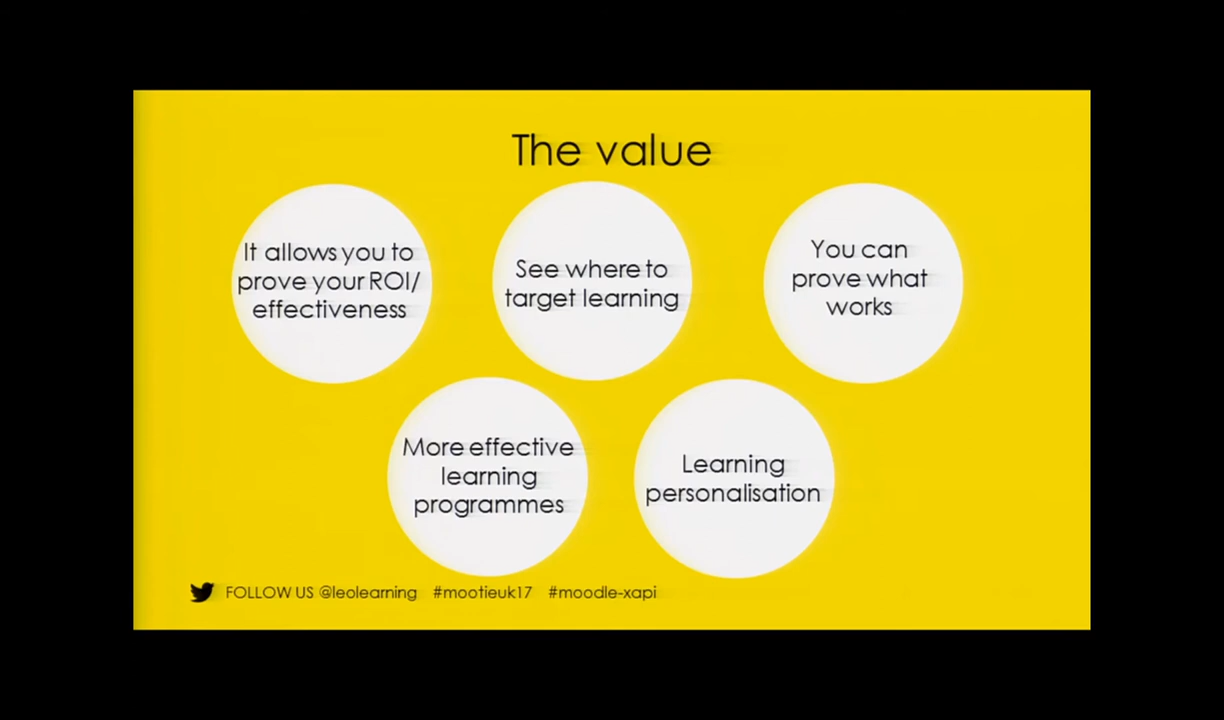 The value
It allows you to
prove your ROI/
effectiveness
See where to
target learning
You can
prove what
works
More effective
learning
programmes
Learning
personalisation
FOLLOW US @leolearning #mootieuk17 #moodle-xapi